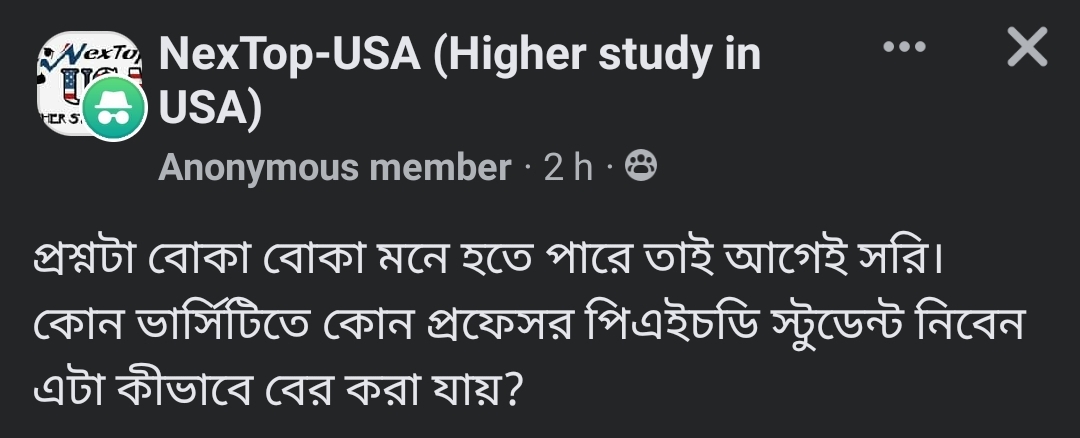 NexTop-USA (Higher study in
USA)
Anonymous member · 2 h ·
প্রশ্নটা বোকা বোকা মনে হতে পারে তাই আগেই সরি।
কোন ভার্সিটিতে কোন প্রফেসর পিএইচডি স্টুডেন্ট নিবেন
এটা কীভাবে বের করা যায়?